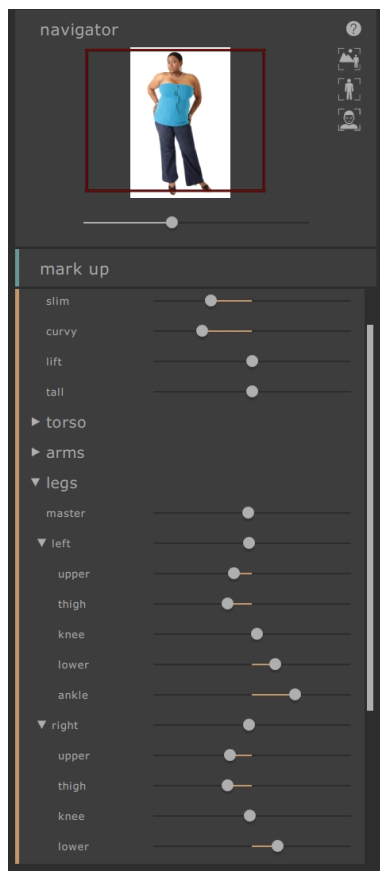 navigator
?
mark up
slim
curvy
lift
tall
torso
arms
legs
master
left
upper
thigh
knee
lower
ankle
right
upper
thigh
knee
lower